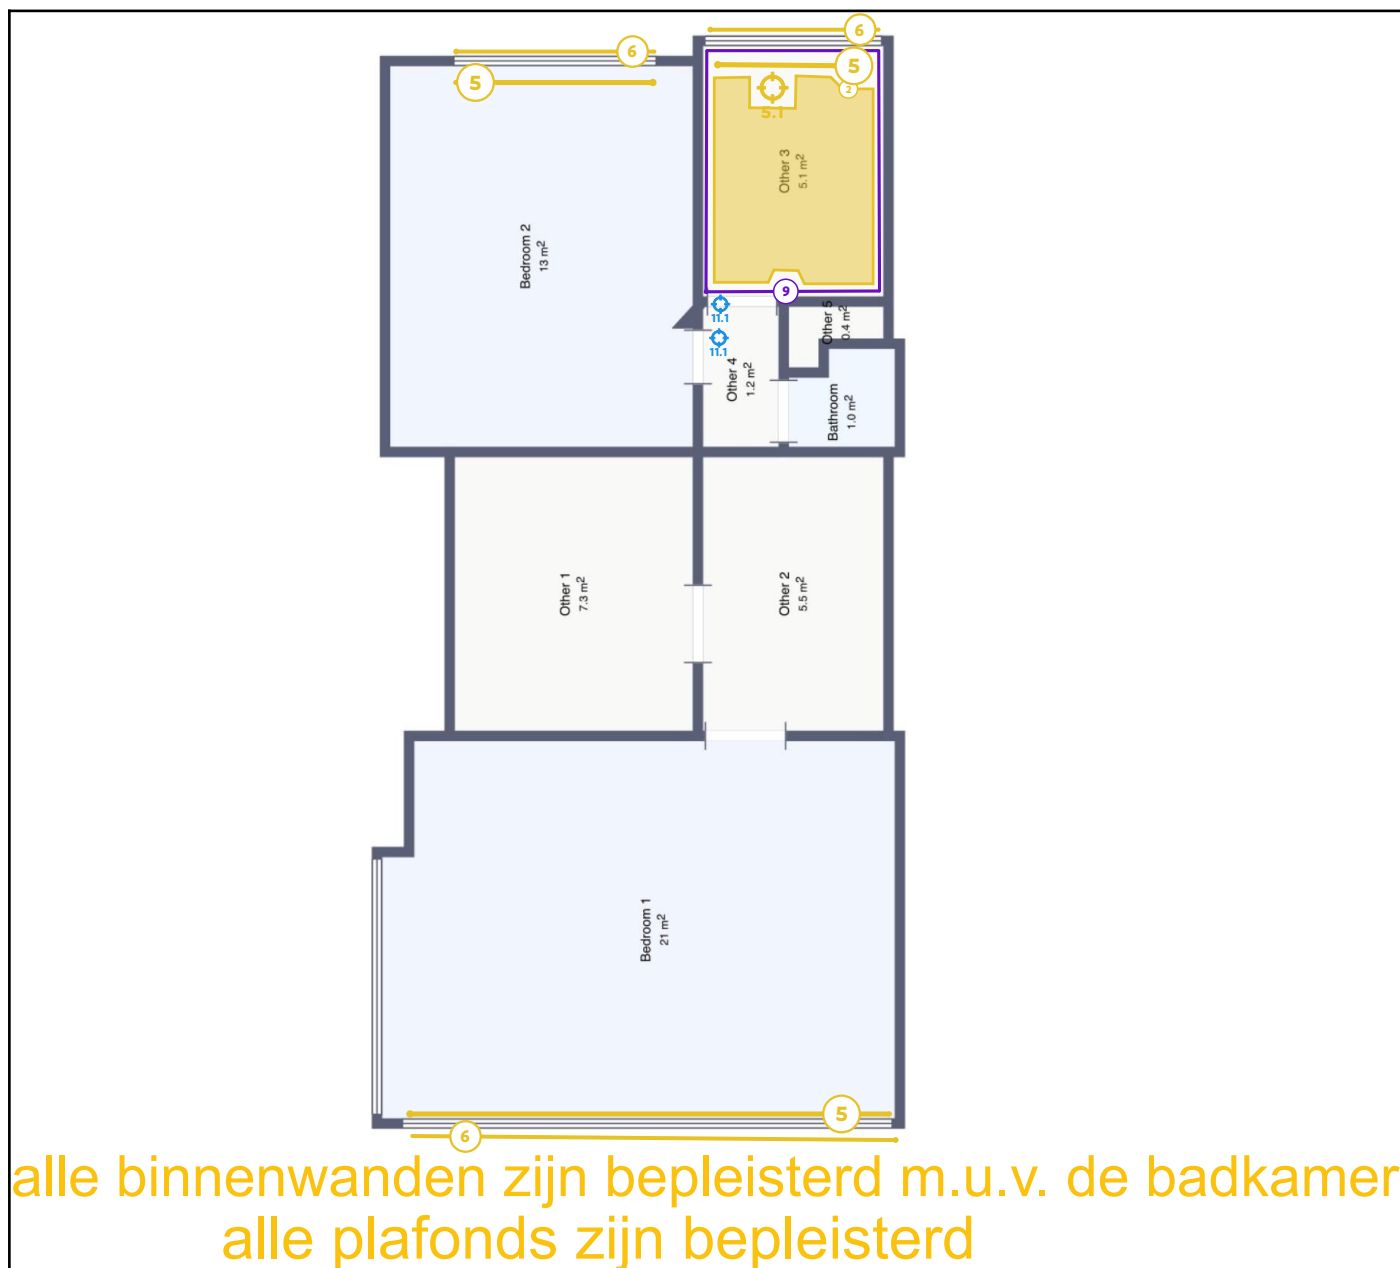 6
6
5
5
2
5.1
Other 3
5.1 m²
Bedroom 2
13 m²
9
11.1
11.1
Other 5
0.4 m²
Other 4
1.2 m²
Bathroom
1.0 m²
Other 1
7.3 m²
Other 2
5.5 m²
Bedroom 1
21 m²
5
6
alle binnenwanden zijn bepleisterd m.u.v. de badkamer
alle plafonds zijn bepleisterd